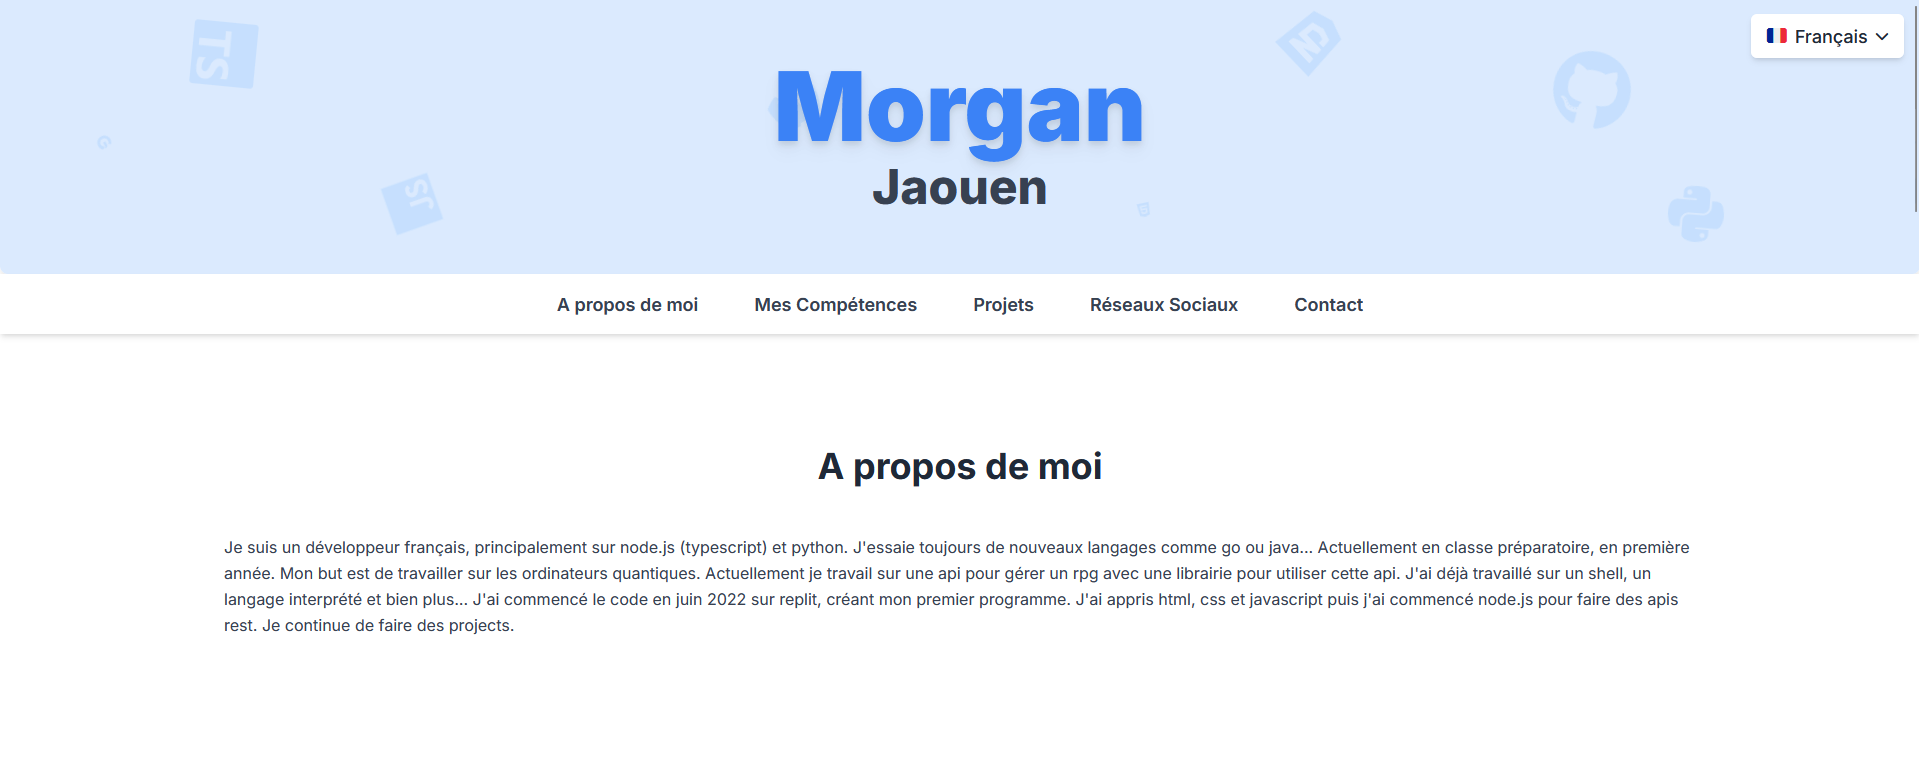 TS
Français
Morgan
G
JS
Jaouen
A propos de moi
Mes Compétences
Projets
Réseaux Sociaux
Contact
A propos de moi
Je suis un développeur français, principalement sur node.js (typescript) et python. J'essaie toujours de nouveaux langages comme go ou java... Actuellement en classe préparatoire, en première
année. Mon but est de travailler sur les ordinateurs quantiques. Actuellement je travail sur une api pour gérer un rpg avec une librairie pour utiliser cette api. J'ai déjà travaillé sur un shell, un
langage interprété et bien plus... J'ai commencé le code en juin 2022 sur replit, créant mon premier programme. J'ai appris html, css et javascript puis j'ai commencé node.js pour faire des apis
rest. Je continue de faire des projects.